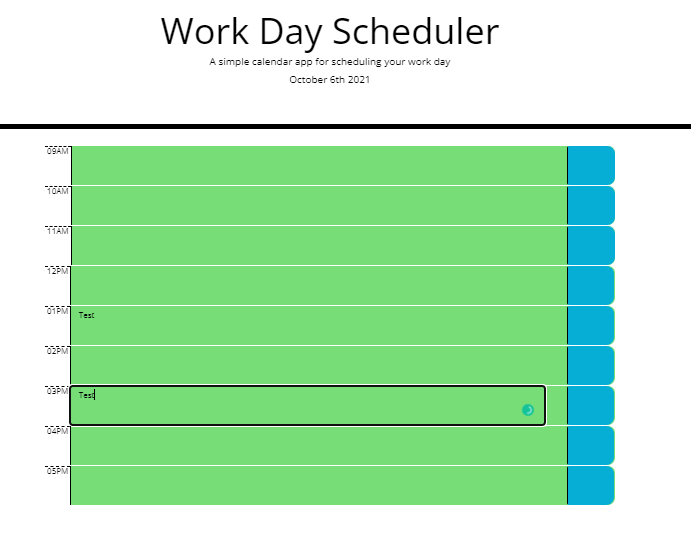 Work Day Scheduler
A simple calendar app for scheduling your work day
October 6th 2021
09AM
10AM
11AM
12PM
01PM Test
02PM
03PM Test
04PM
05PM